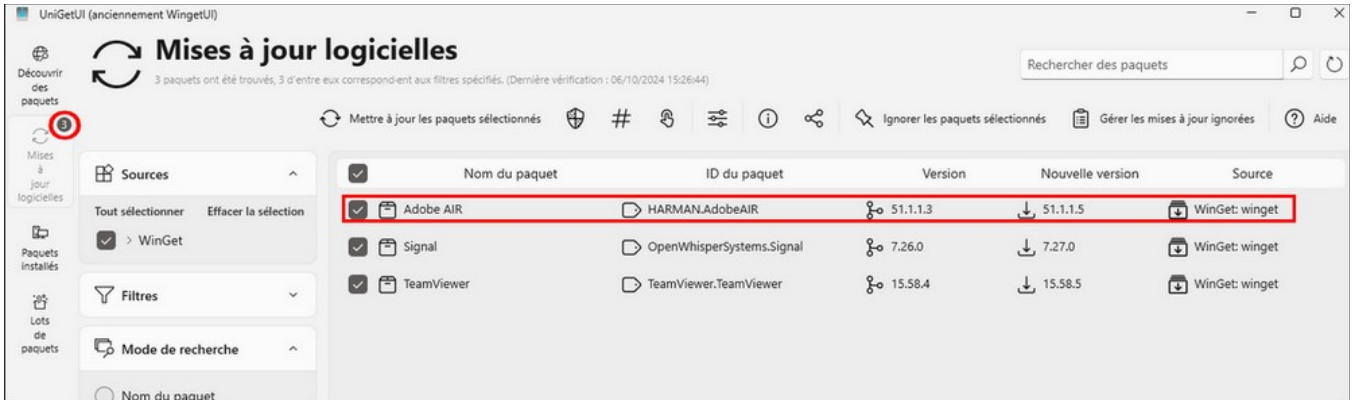 UniGetUI (anciennement WingetUI)
Découvrir
des
paquets
Mises à jour logicielles
3 paquets ont été trouvés, 3 d'entre eux correspond-ent aux filtres spécifiés. (Dernière vérification : 06/10/2024 15:26:44)
Rechercher des paquets
3
Mises
à
jour
logicielles
Paquets
installés
Lots
de
paquets
Mettre à jour les paquets sélectionnés
Ignorer les paquets sélectionnés
Gérer les mises à jour ignorées
Aide
Sources
Tout sélectionner Effacer la sélection
WinGet
Filtres
Mode de recherche
Nom du paquet
Nom du paquet ID du paquet Version Nouvelle version Source
Adobe AIR HARMAN.AdobeAIR 51.1.1.3 51.1.1.5 WinGet: winget
Signal OpenWhisperSystems.Signal 7.26.0 7.27.0 WinGet: winget
TeamViewer TeamViewer.TeamViewer 15.58.4 15.58.5 WinGet: winget